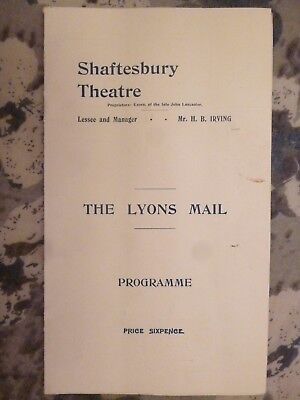 Shaftesbury
Theatre
Proprietors: Exors. of the late John Lancaster.
Lessee and Manager · · Mr. H. B. IRVING
THE LYONS MAIL
PROGRAMME
PRICE SIXPENCE.